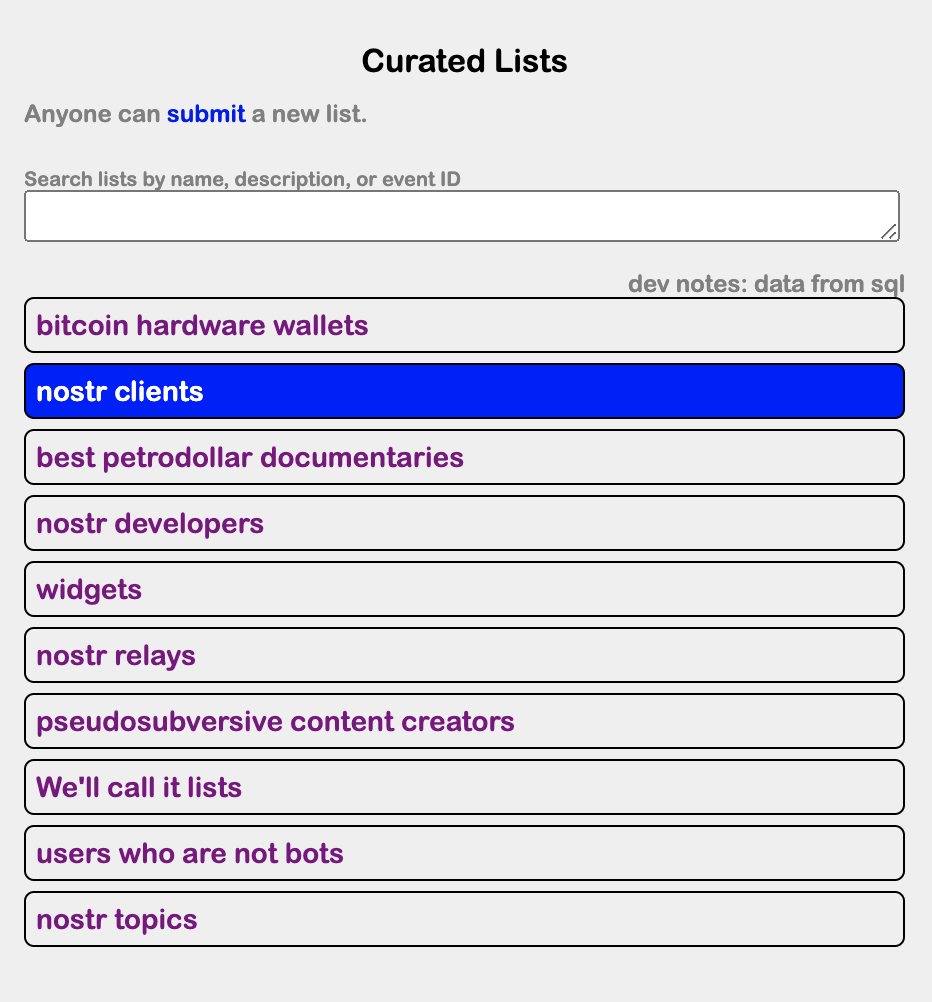 Curated Lists
Anyone can submit a new list.
Search lists by name, description, or event ID
dev notes: data from sql
bitcoin hardware wallets
nostr clients
best petrodollar documentaries
nostr developers
widgets
nostr relays
pseudosubversive content creators
We'll call it lists
users who are not bots
nostr topics